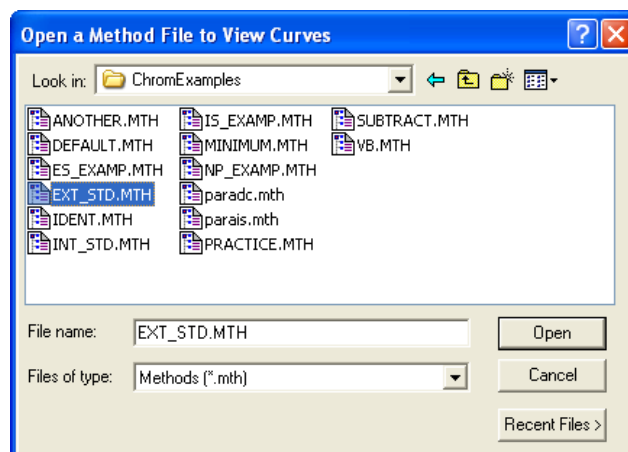 Open a Method File to View Curves
Look in: ChromExamples
ANOTHER.MTH IS_EXAMP.MTH SUBTRACT.MTH
DEFAULT.MTH MINIMUM.MTH VB.MTH
ES_EXAMP.MTH NP_EXAMP.MTH
EXT_STD.MTH paradc.mth
IDENT.MTH parais.mth
INT_STD.MTH PRACTICE.MTH
File name: EXT_STD.MTH Open
Files of type: Methods (*.mth) Cancel
Recent Files >